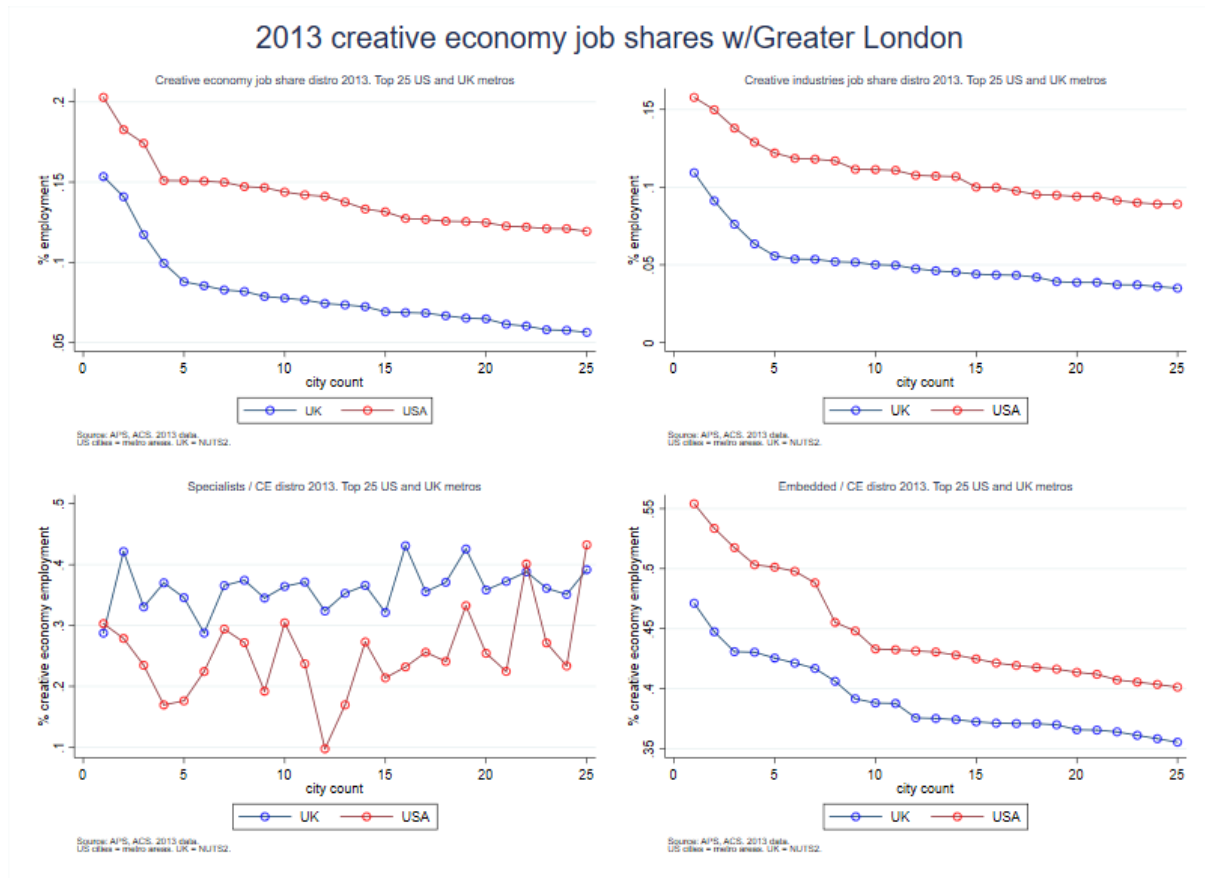 2013 creative economy job shares w/Greater London
Creative economy job share distro 2013. Top 25 US and UK metros
% employment
.2
.15
.1
.05
0
5
10
15
20
25
city count
UK
USA
Source: APS, ACS. 2013 data.
US cities = metro areas. UK = NUTS2.
Creative industries job share distro 2013. Top 25 US and UK metros
% employment
.15
.1
.05
0
0
5
10
15
20
25
city count
UK
USA
Source: APS, ACS. 2013 data.
US cities = metro areas. UK = NUTS2.
Specialists / CE distro 2013. Top 25 US and UK metros
% creative economy employment
.5
.4
.3
.2
.1
0
5
10
15
20
25
city count
UK
USA
Source: APS, ACS. 2013 data.
US cities = metro areas. UK = NUTS2.
Embedded / CE distro 2013. Top 25 US and UK metros
% creative economy employment
.55
.5
.45
.4
.35
0
5
10
15
20
25
city count
UK
USA
Source: APS, ACS. 2013 data.
US cities = metro areas. UK = NUTS2.